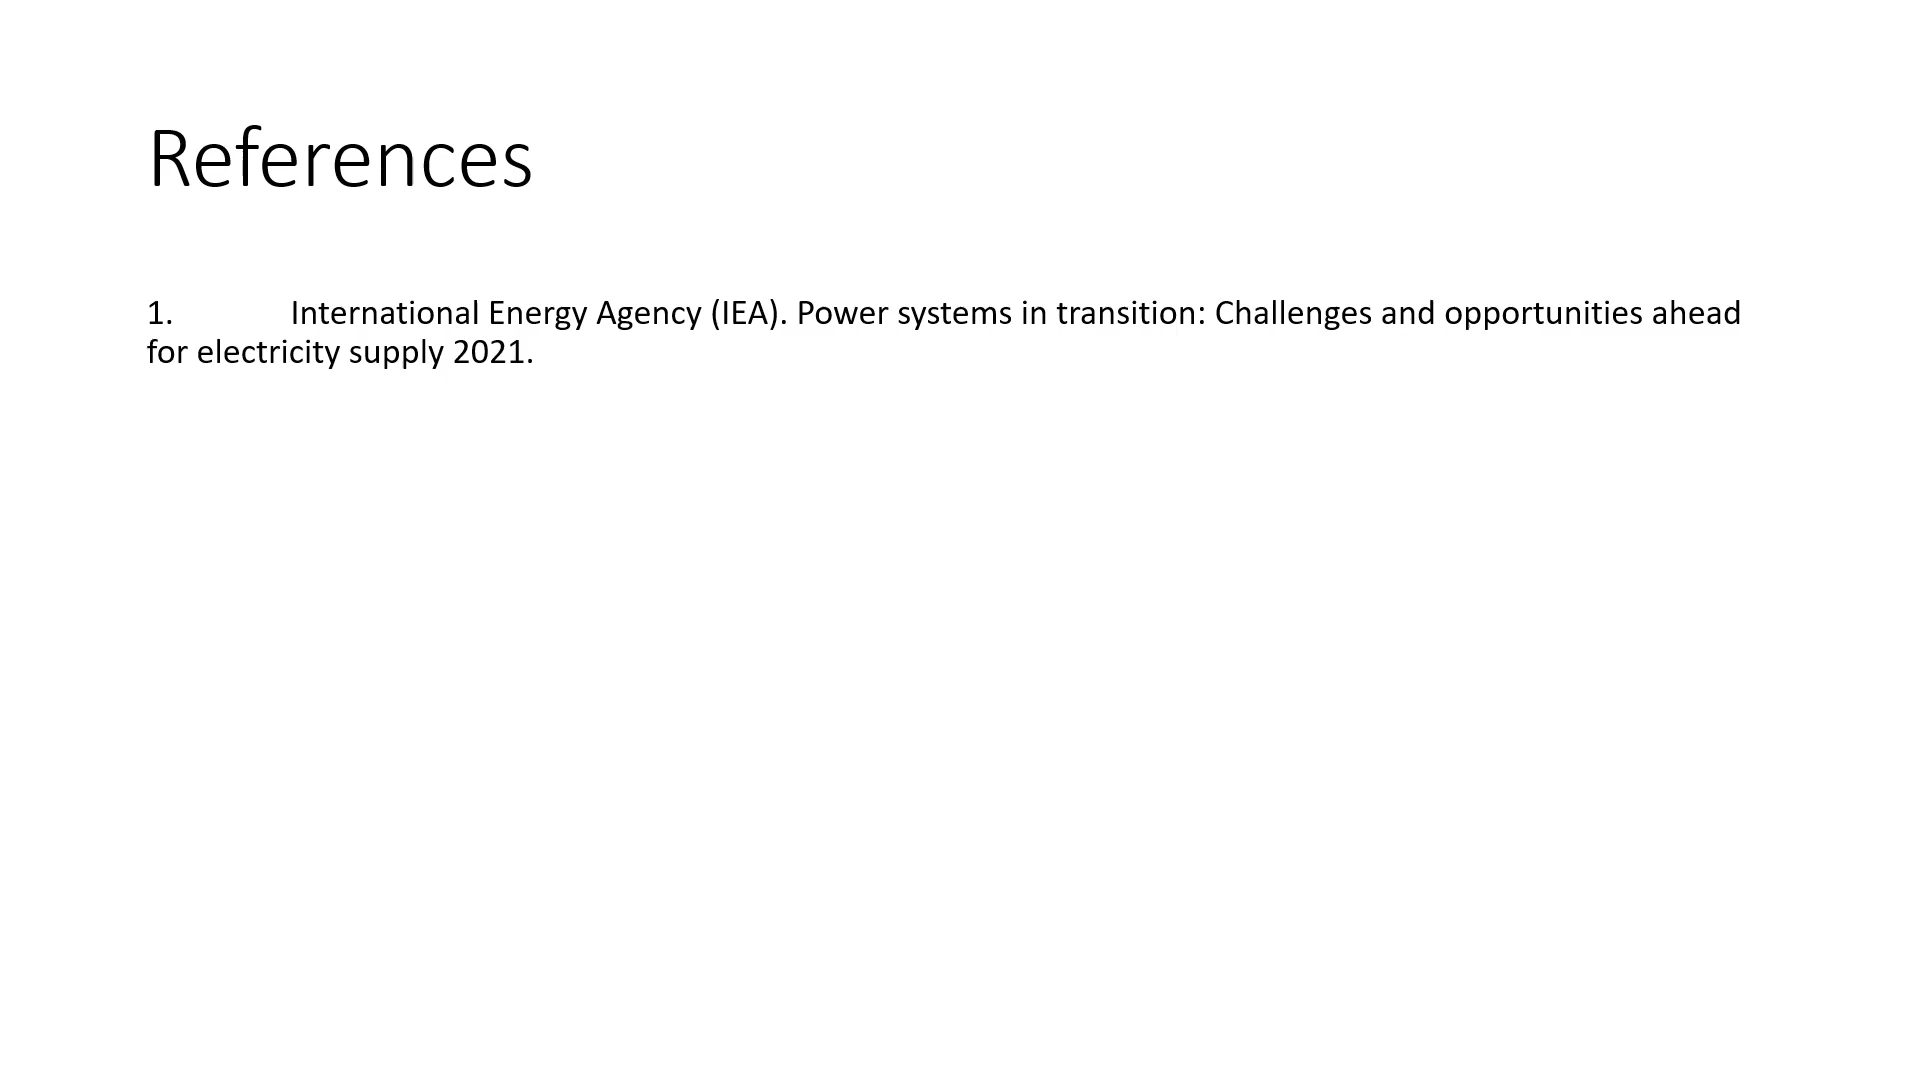 References
1. International Energy Agency (IEA). Power systems in transition: Challenges and opportunities ahead
for electricity supply 2021.